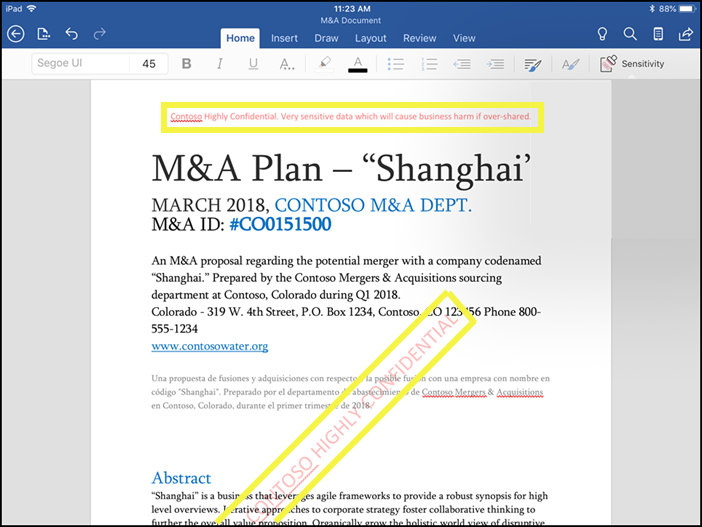 iPad 11:23 AM 88%
M&A Document
Home Insert Draw Layout Review View
Segoe UI 45 B I U A... A Sensitivity
Contoso Highly Confidential. Very sensitive data which will cause business harm if over-shared.
M&A Plan – “Shanghai’
MARCH 2018, CONTOSO M&A DEPT.
M&A ID: #CO0151500
An M&A proposal regarding the potential merger with a company codenamed
“Shanghai.” Prepared by the Contoso Mergers & Acquisitions sourcing
department at Contoso, Colorado during Q1 2018.
Colorado - 319 W. 4th Street, P.O. Box 1234, Contoso, CO 123456 Phone 800-
555-1234
www.contosowater.org
Una propuesta de fusiones y adquisiciones con respecto a la posible fusión con una empresa con nombre en
código "Shanghai". Preparado por el departamento de abastecimiento de Contoso Mergers & Acquisitions
en Contoso, Colorado, durante el primer trimestre de 2018
CONTOSO HIGHLY CONFIDENTIAL
Abstract
“Shanghai” is a business that leverages agile frameworks to provide a robust synopsis for high
level overviews. Iterative approaches to corporate strategy foster collaborative thinking to
further the overall value proposition. Organically grow the holistic world view of disruptive